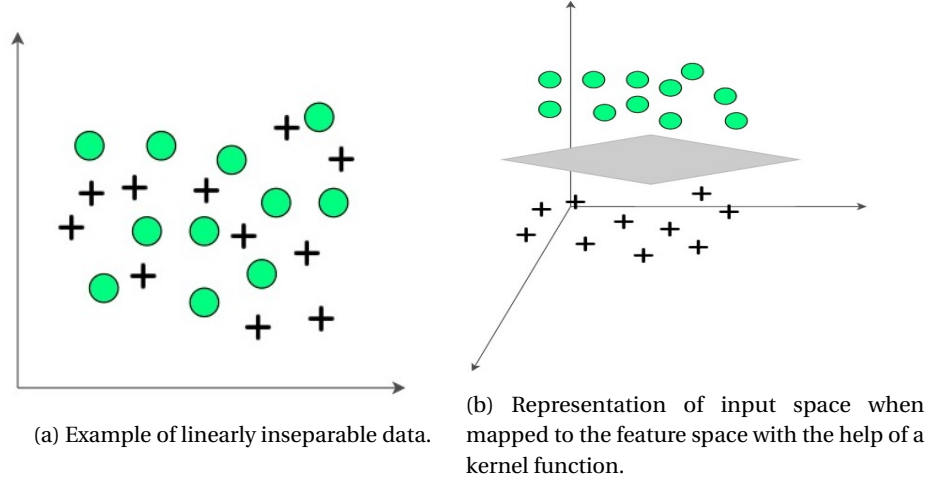 (a) Example of linearly inseparable data.
(b) Representation of input space when
mapped to the feature space with the help of a
kernel function.